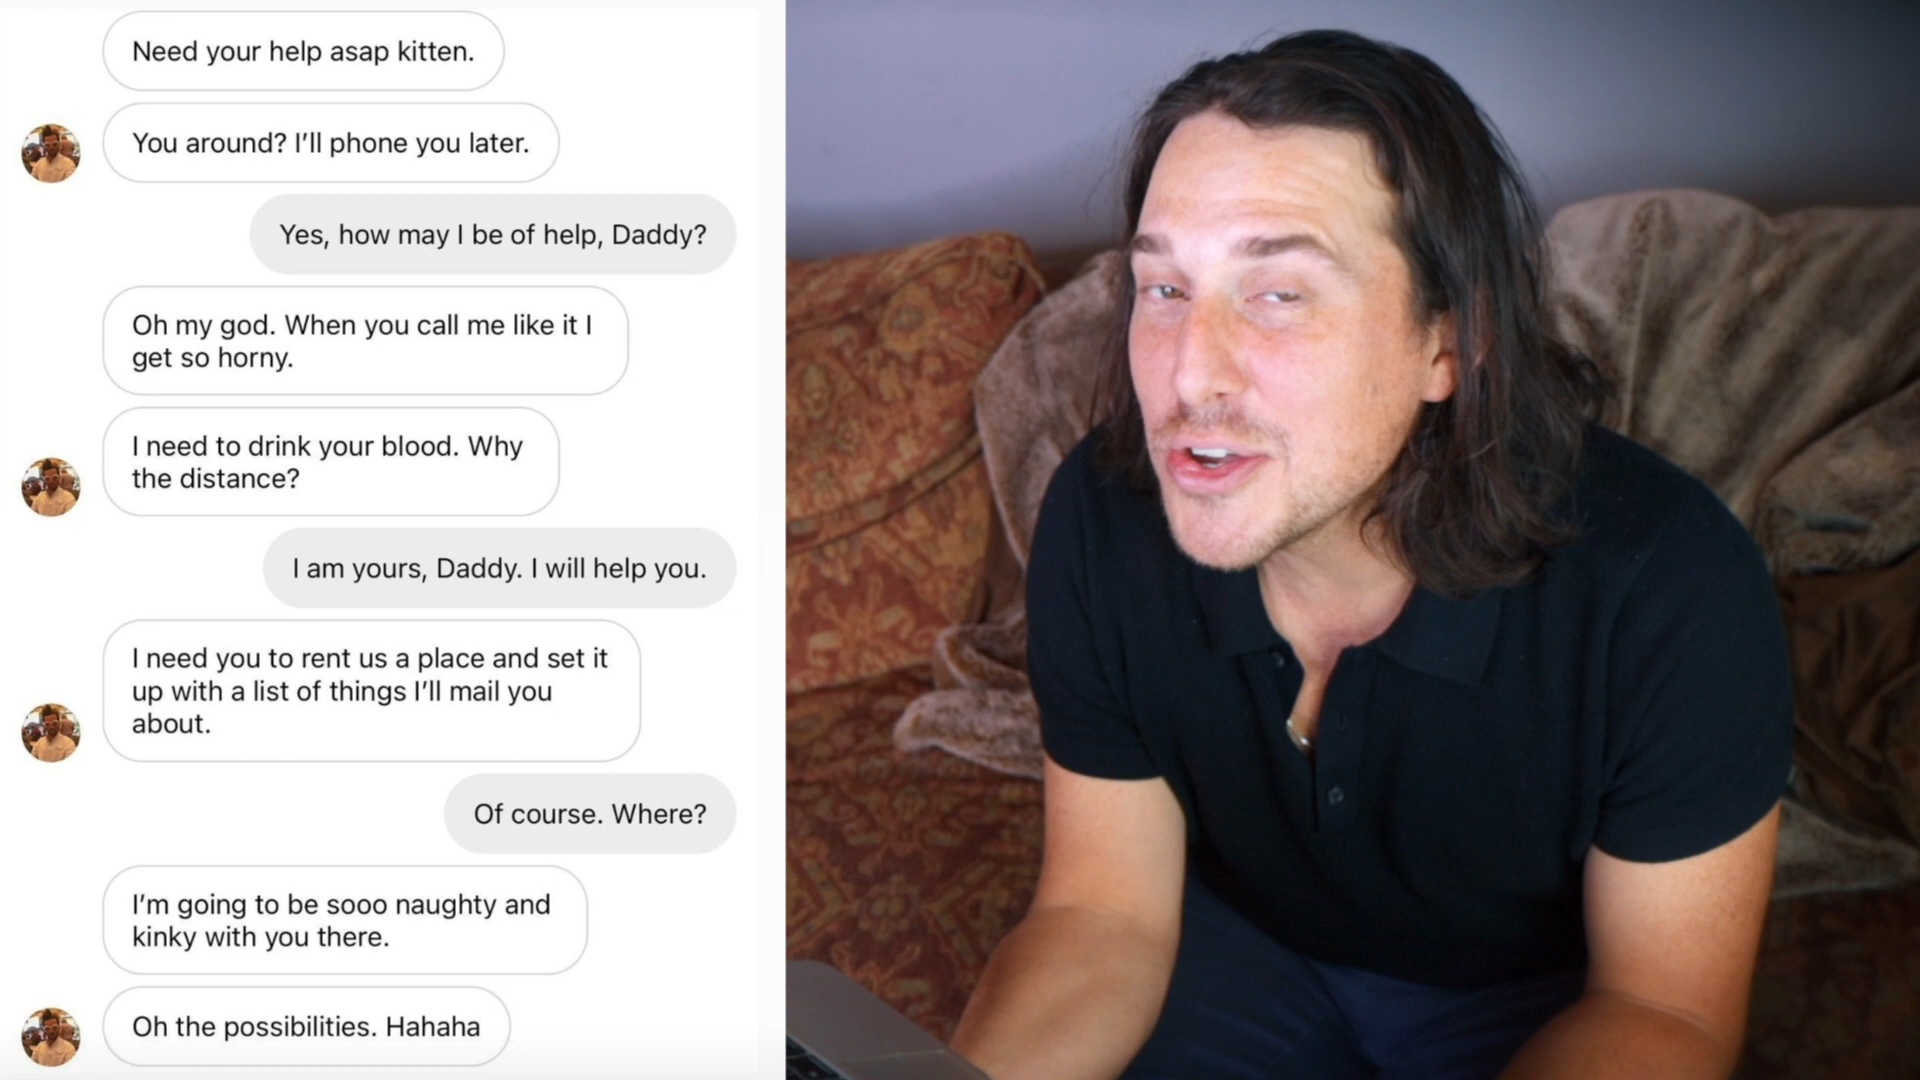 Need your help asap kitten.
You around? I’ll phone you later.
Yes, how may I be of help, Daddy?
Oh my god. When you call me like it I
get so horny.
I need to drink your blood. Why
the distance?
I am yours, Daddy. I will help you.
I need you to rent us a place and set it
up with a list of things I’ll mail you
about.
Of course. Where?
I’m going to be sooo naughty and
kinky with you there.
Oh the possibilities. Hahaha